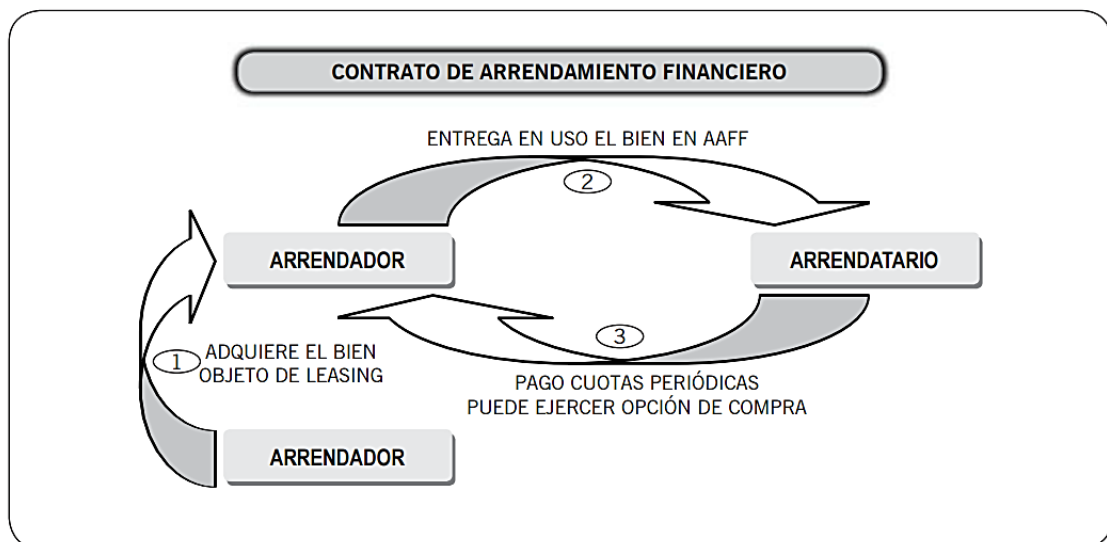 CONTRATO DE ARRENDAMIENTO FINANCIERO
ENTREGA EN USO EL BIEN EN AAFF
2
ARRENDADOR
ARRENDATARIO
3
1
ADQUIERE EL BIEN
OBJETO DE LEASING
PAGO CUOTAS PERIÓDICAS
PUEDE EJERCER OPCIÓN DE COMPRA
ARRENDADOR